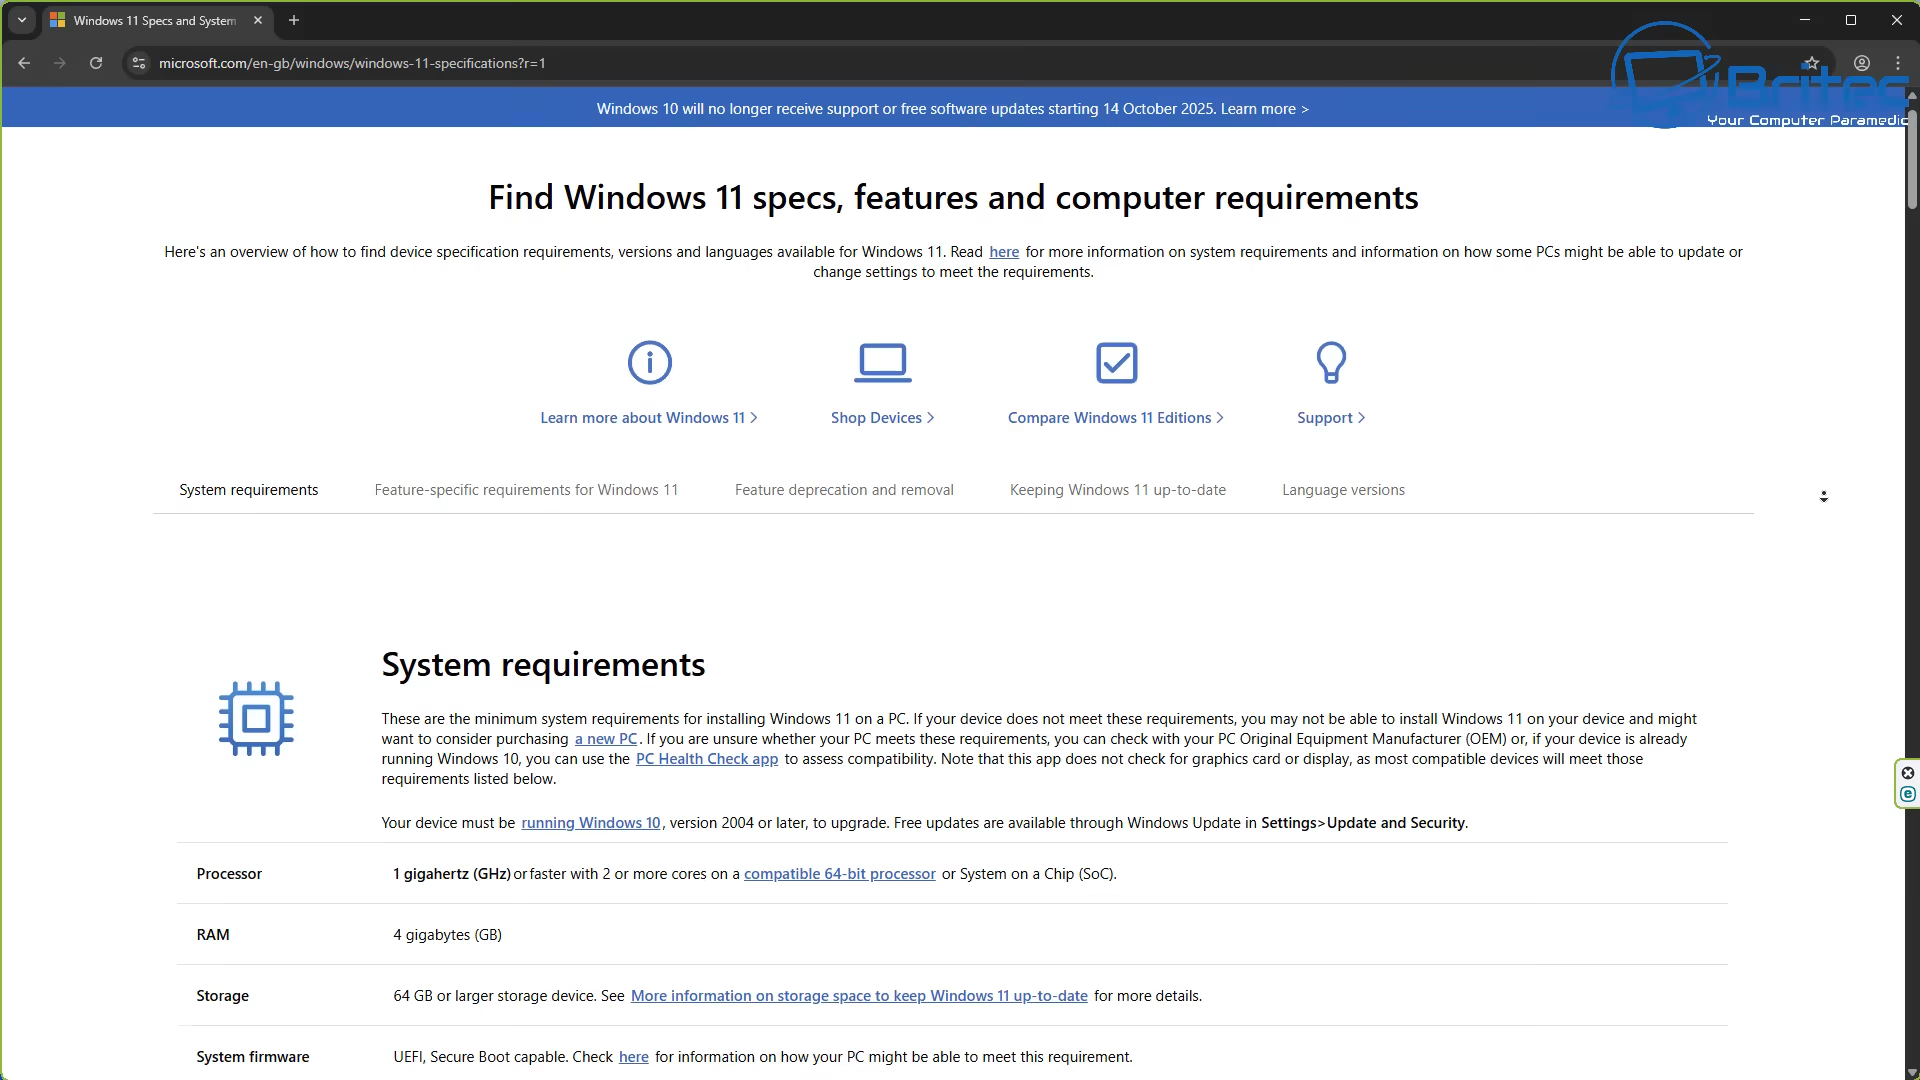 Windows 11 Specs and System
microsoft.com/en-gb/windows/windows-11-specifications?r=1
Britec
Your Computer Paramedic
Windows 10 will no longer receive support or free software updates starting 14 October 2025. Learn more >
Find Windows 11 specs, features and computer requirements
Here's an overview of how to find device specification requirements, versions and languages available for Windows 11. Read here for more information on system requirements and information on how some PCs might be able to update or
change settings to meet the requirements.
Learn more about Windows 11 >
Shop Devices >
Compare Windows 11 Editions >
Support >
System requirements
Feature-specific requirements for Windows 11
Feature deprecation and removal
Keeping Windows 11 up-to-date
Language versions
System requirements
These are the minimum system requirements for installing Windows 11 on a PC. If your device does not meet these requirements, you may not be able to install Windows 11 on your device and might
want to consider purchasing a new PC. If you are unsure whether your PC meets these requirements, you can check with your PC Original Equipment Manufacturer (OEM) or, if your device is already
running Windows 10, you can use the PC Health Check app to assess compatibility. Note that this app does not check for graphics card or display, as most compatible devices will meet those
requirements listed below.
Your device must be running Windows 10, version 2004 or later, to upgrade. Free updates are available through Windows Update in Settings>Update and Security.
Processor
1 gigahertz (GHz) or faster with 2 or more cores on a compatible 64-bit processor or System on a Chip (SoC).
RAM
4 gigabytes (GB)
Storage
64 GB or larger storage device. See More information on storage space to keep Windows 11 up-to-date for more details.
System firmware
UEFI, Secure Boot capable. Check here for information on how your PC might be able to meet this requirement.